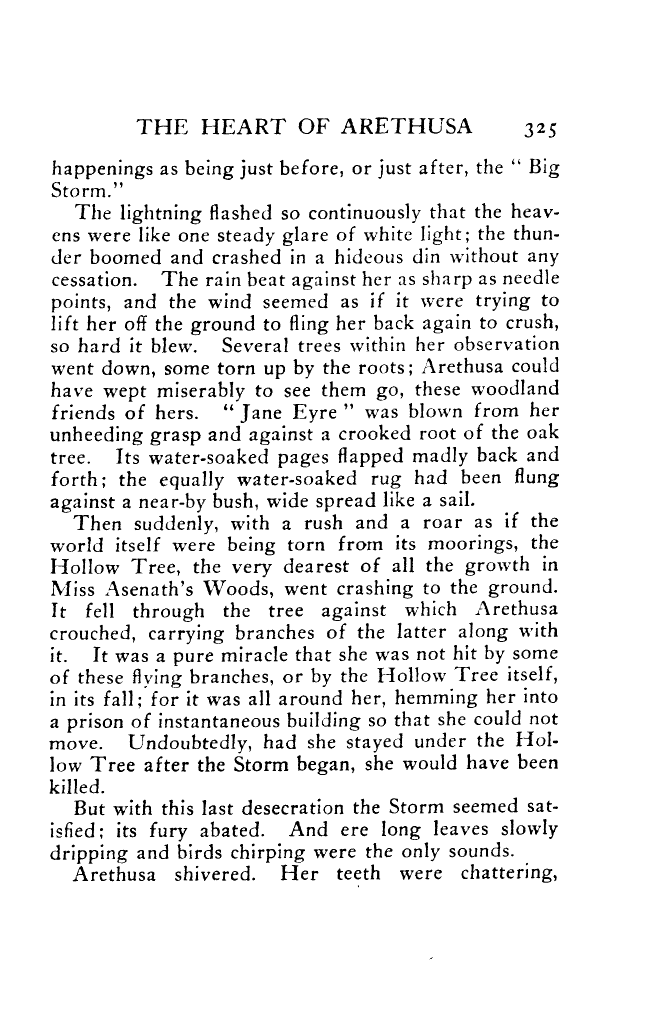 THE HEART OF ARETHUSA 325
happenings as being just before, or just after, the “ Big
Storm.”
The lightning flashed so continuously that the heav-
ens were like one steady glare of white light; the thun-
der boomed and crashed in a hideous din without any
cessation. The rain beat against her as sharp as needle
points, and the wind seemed as if it were trying to
lift her off the ground to fling her back again to crush,
so hard it blew. Several trees within her observation
went down, some torn up by the roots; Arethusa could
have wept miserably to see them go, these woodland
friends of hers. “ Jane Eyre ” was blown from her
unheeding grasp and against a crooked root of the oak
tree. Its water-soaked pages flapped madly back and
forth; the equally water-soaked rug had been flung
against a near-by bush, wide spread like a sail.
Then suddenly, with a rush and a roar as if the
world itself were being torn from its moorings, the
Hollow Tree, the very dearest of all the growth in
Miss Asenath’s Woods, went crashing to the ground.
It fell through the tree against which Arethusa
crouched, carrying branches of the latter along with
it. It was a pure miracle that she was not hit by some
of these flying branches, or by the Hollow Tree itself,
in its fall; for it was all around her, hemming her into
a prison of instantaneous building so that she could not
move. Undoubtedly, had she stayed under the Hol-
low Tree after the Storm began, she would have been
killed.
But with this last desecration the Storm seemed sat-
isfied; its fury abated. And ere long leaves slowly
dripping and birds chirping were the only sounds.
Arethusa shivered. Her teeth were chattering,